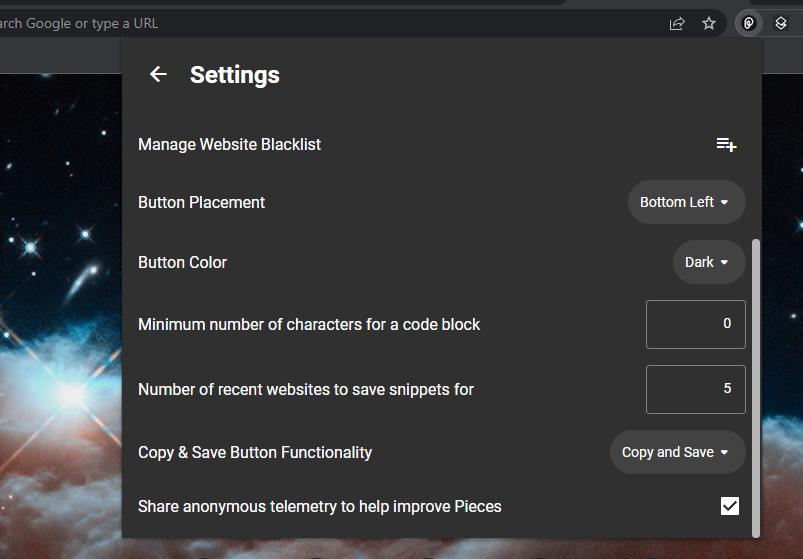 arch Google or type a URL
Settings
Manage Website Blacklist
Button Placement Bottom Left
Button Color Dark
Minimum number of characters for a code block 0
Number of recent websites to save snippets for 5
Copy & Save Button Functionality Copy and Save
Share anonymous telemetry to help improve Pieces